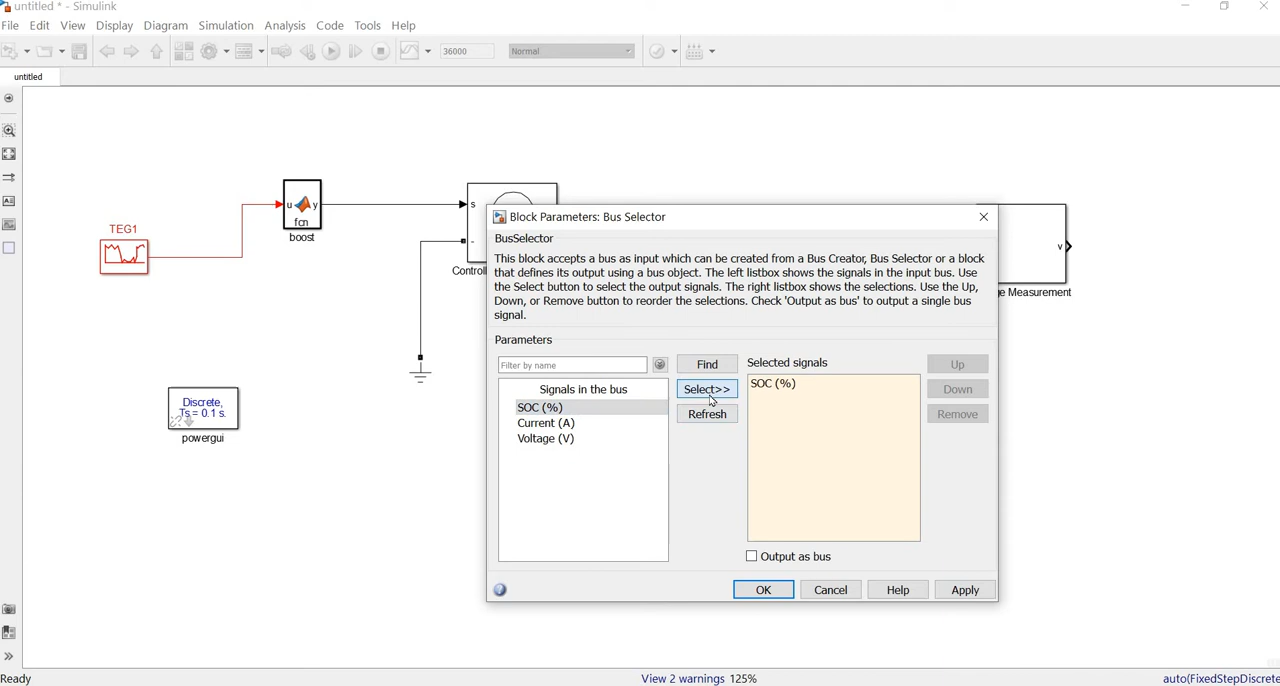 untitled * - Simulink
File Edit View Display Diagram Simulation Analysis Code Tools Help
36000 Normal
untitled
TEG1
u y
fcn
boost
s
-
Control
Discrete,
Ts = 0.1 s.
powergui
v
e Measurement
Block Parameters: Bus Selector
BusSelector
This block accepts a bus as input which can be created from a Bus Creator, Bus Selector or a block
that defines its output using a bus object. The left listbox shows the signals in the input bus. Use
the Select button to select the output signals. The right listbox shows the selections. Use the Up,
Down, or Remove button to reorder the selections. Check 'Output as bus' to output a single bus
signal.
Parameters
Filter by name
Find
Selected signals
Up
Signals in the bus
Select>>
SOC (%)
Down
SOC (%)
Refresh
Remove
Current (A)
Voltage (V)
Output as bus
OK Cancel Help Apply
Ready View 2 warnings 125% auto(FixedStepDiscrete